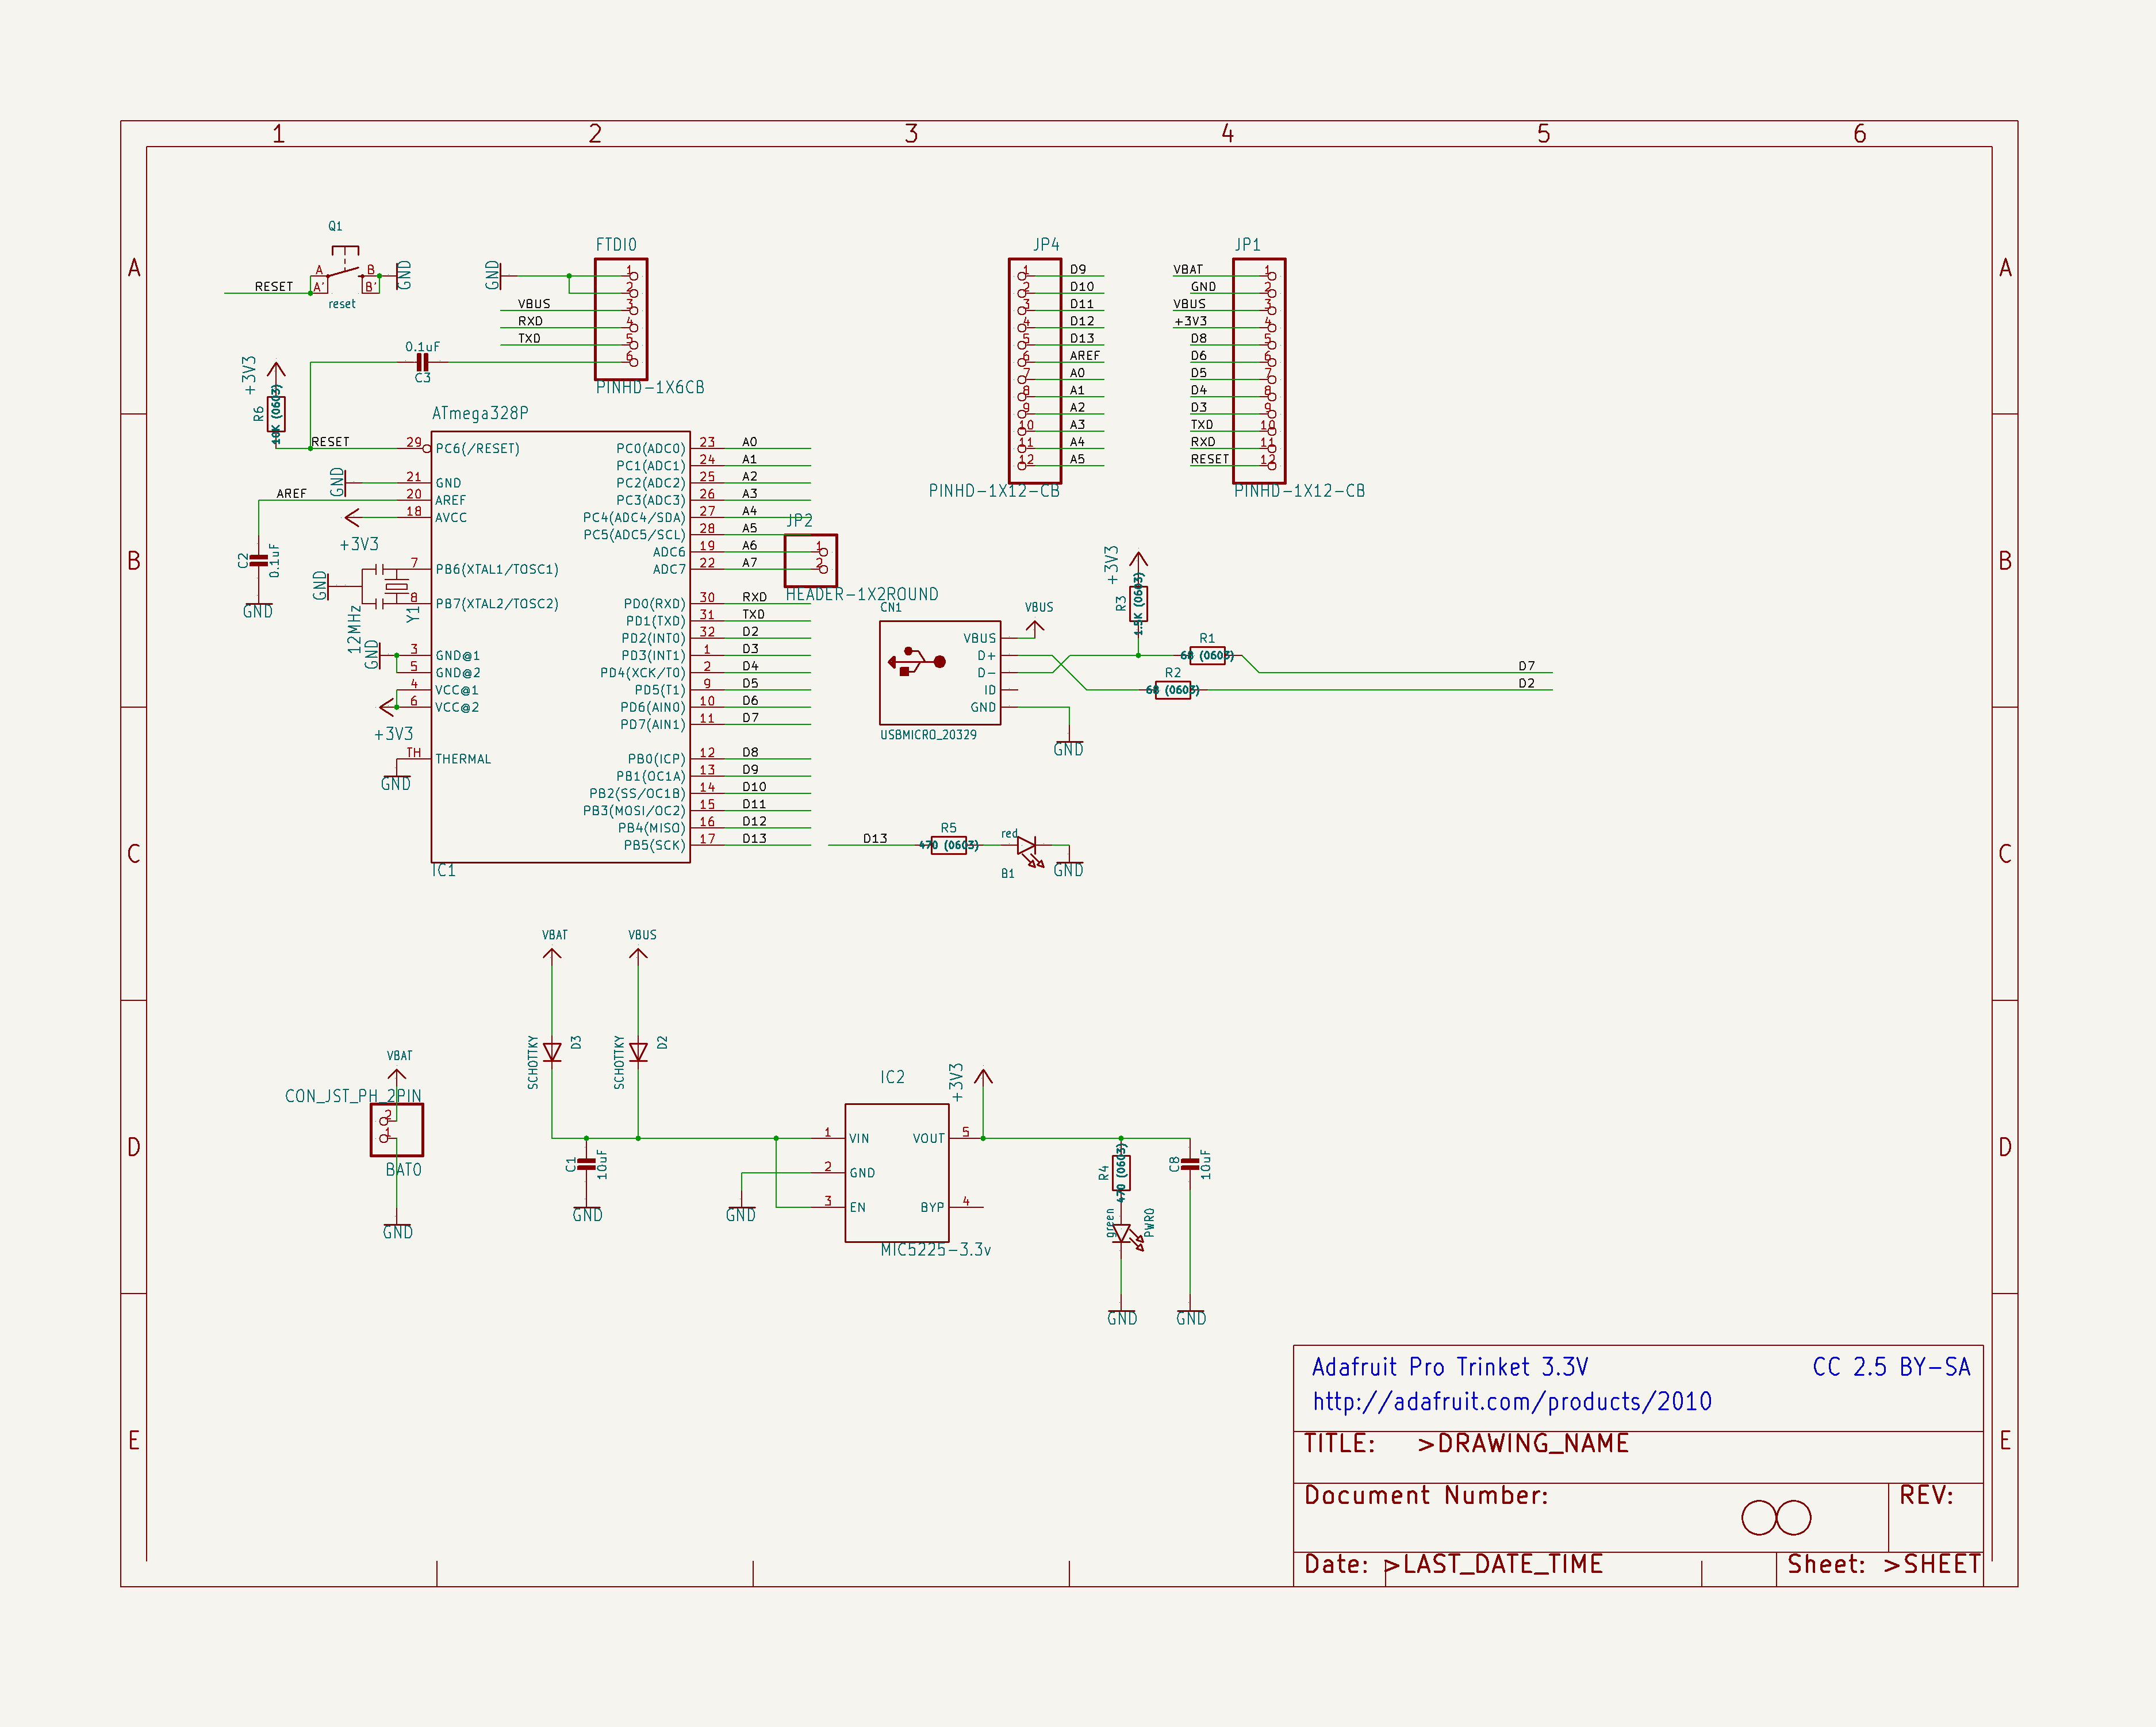 1 2 3 4 5 6
A A
B B
C C
D D
E E
Q1
A B
A' B'
RESET
GND
reset
FTDI0
GND
1
2
VBUS 3
RXD 4
TXD 5
6
PINHD-1X6CB
0.1uF
C3
+3V3
R6
10K (0603)
RESET
JP4
1 D9
2 D10
3 D11
4 D12
5 D13
6 AREF
7 A0
8 A1
9 A2
10 A3
11 A4
12 A5
PINHD-1X12-CB
JP1
VBAT 1
GND 2
VBUS 3
+3V3 4
D8 5
D6 6
D5 7
D4 8
D3 9
TXD 10
RXD 11
RESET 12
PINHD-1X12-CB
ATmega328P
29 PC6(/RESET)
GND 21 GND
AREF 20 AREF
18 AVCC
+3V3
C2
0.1uF
GND
7 PB6(XTAL1/TOSC1)
GND
8 PB7(XTAL2/TOSC2)
12MHz
Y1
GND
3 GND@1
5 GND@2
4 VCC@1
6 VCC@2
+3V3
TH THERMAL
GND
PC0(ADC0) 23 A0
PC1(ADC1) 24 A1
PC2(ADC2) 25 A2
PC3(ADC3) 26 A3
PC4(ADC4/SDA) 27 A4
PC5(ADC5/SCL) 28 A5
ADC6 19 A6
ADC7 22 A7
PD0(RXD) 30 RXD
PD1(TXD) 31 TXD
PD2(INT0) 32 D2
PD3(INT1) 1 D3
PD4(XCK/T0) 2 D4
PD5(T1) 9 D5
PD6(AIN0) 10 D6
PD7(AIN1) 11 D7
PB0(ICP) 12 D8
PB1(OC1A) 13 D9
PB2(SS/OC1B) 14 D10
PB3(MOSI/OC2) 15 D11
PB4(MISO) 16 D12
PB5(SCK) 17 D13
IC1
JP2
1
2
HEADER-1X2ROUND
CN1
VBUS
D+
D-
ID
GND
USBMICRO_20329
VBUS
GND
+3V3
R3
1.5K (0603)
R1
68 (0603)
R2
68 (0603)
D7
D2
D13
R5
470 (0603)
red
B1
GND
VBAT
VBUS
SCHOTTKY
D3
SCHOTTKY
D2
VBAT
CON_JST_PH_2PIN
2
1
BAT0
GND
C1
10uF
GND
GND
IC2
1 VIN VOUT 5
2 GND
3 EN BYP 4
MIC5225-3.3v
+3V3
R4
470 (0603)
green
PWR0
GND
C8
10uF
GND
Adafruit Pro Trinket 3.3V CC 2.5 BY-SA
http://adafruit.com/products/2010
TITLE: >DRAWING_NAME
Document Number: REV:
Date: >LAST_DATE_TIME Sheet: >SHEET